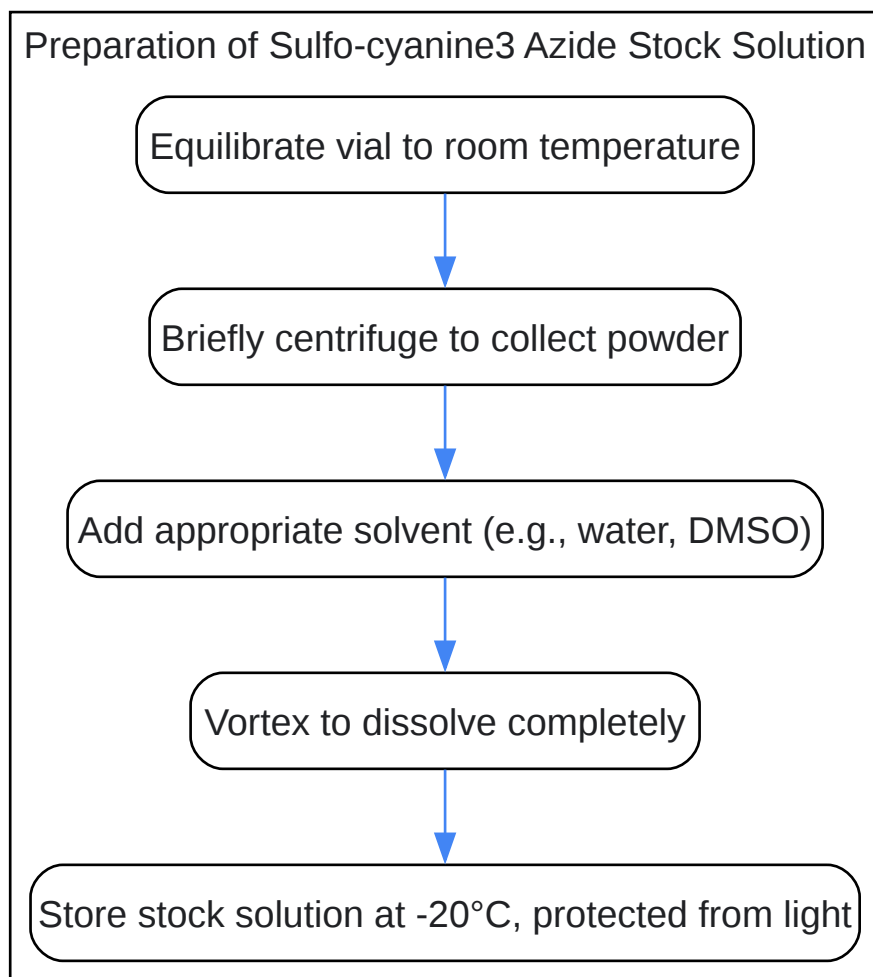 Preparation of Sulfo-cyanine3 Azide Stock Solution
Equilibrate vial to room temperature
Briefly centrifuge to collect powder
Add appropriate solvent (e.g., water, DMSO)
Vortex to dissolve completely
Store stock solution at -20°C, protected from light